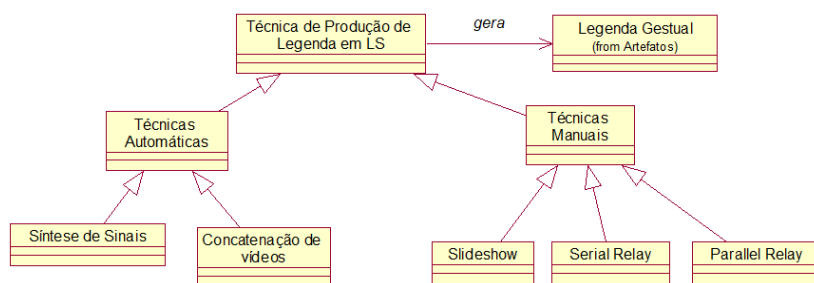 Técnica de Produção de
Legenda em LS
gera
Legenda Gestual
(from Artefatos)
Técnicas
Automáticas
Técnicas
Manuais
Síntese de Sinais
Concatenação de
vídeos
Slideshow
Serial Relay
Parallel Relay